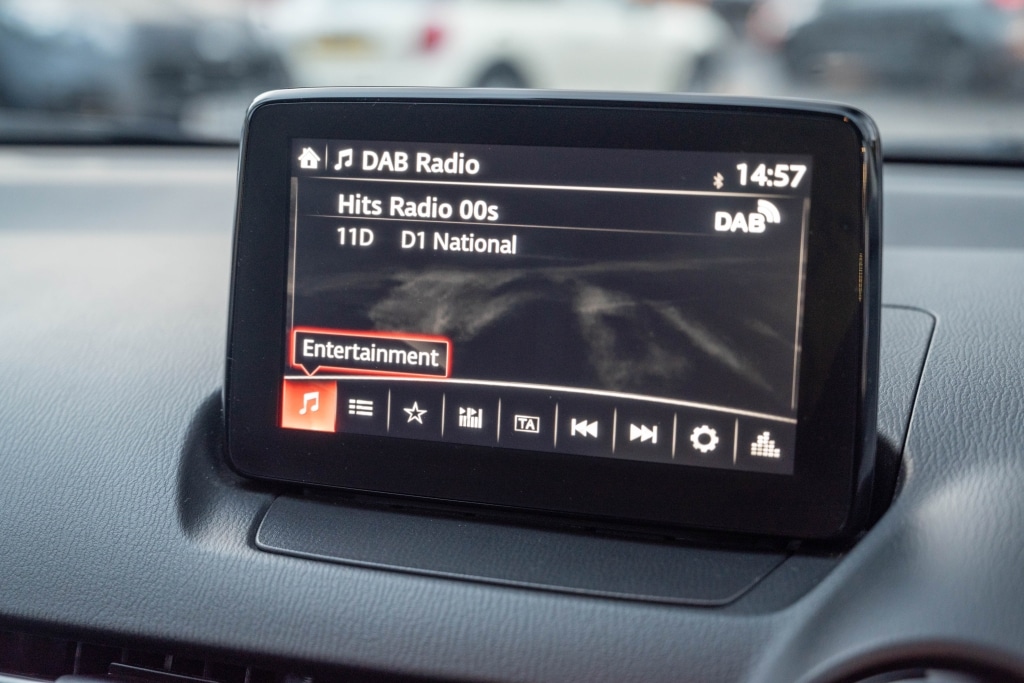 DAB Radio
14:57
Hits Radio 00s
DAB
11D D1 National
Entertainment
TA